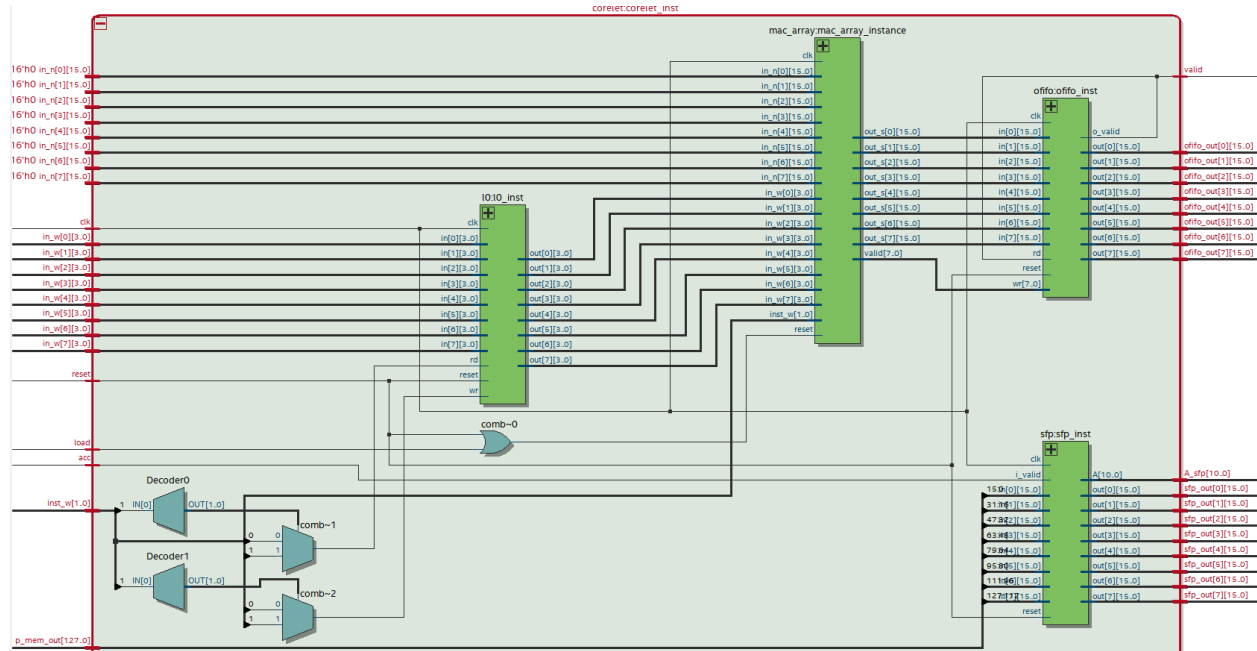 corelet:corelet_inst
mac_array:mac_array_instance
clk
16'h0 in_n[0][15.0]
16'h0 in_n[1][15.0]
16'h0 in_n[2][15.0]
16'h0 in_n[3][15.0]
16'h0 in_n[4][15.0]
16'h0 in_n[5][15.0]
16'h0 in_n[6][15.0]
16'h0 in_n[7][15.0]
clk
in_w[0][3.0]
in_w[1][3.0]
in_w[2][3.0]
in_w[3][3.0]
in_w[4][3.0]
in_w[5][3.0]
in_w[6][3.0]
in_w[7][3.0]
reset
load
acc
inst_w[1.0]
p_mem_out[127.0]
l0:l0_inst
clk
in[0][3.0]
in[1][3.0]
in[2][3.0]
in[3][3.0]
in[4][3.0]
in[5][3.0]
in[6][3.0]
in[7][3.0]
rd
reset
wr
out[0][3.0]
out[1][3.0]
out[2][3.0]
out[3][3.0]
out[4][3.0]
out[5][3.0]
out[6][3.0]
out[7][3.0]
comb~0
Decoder0
1 IN[0] OUT[1.0]
comb~1
0 0
1 1
Decoder1
1 IN[0] OUT[1.0]
comb~2
0 0
1 1
in_n[0][15.0]
in_n[1][15.0]
in_n[2][15.0]
in_n[3][15.0]
in_n[4][15.0]
in_n[5][15.0]
in_n[6][15.0]
in_n[7][15.0]
in_w[0][3.0]
in_w[1][3.0]
in_w[2][3.0]
in_w[3][3.0]
in_w[4][3.0]
in_w[5][3.0]
in_w[6][3.0]
in_w[7][3.0]
inst_w[1.0]
reset
out_s[0][15.0]
out_s[1][15.0]
out_s[2][15.0]
out_s[3][15.0]
out_s[4][15.0]
out_s[5][15.0]
out_s[6][15.0]
out_s[7][15.0]
valid[7.0]
ofifo:ofifo_inst
clk
in[0][15.0]
in[1][15.0]
in[2][15.0]
in[3][15.0]
in[4][15.0]
in[5][15.0]
in[6][15.0]
in[7][15.0]
rd
reset
wr[7.0]
o_valid
out[0][15.0]
out[1][15.0]
out[2][15.0]
out[3][15.0]
out[4][15.0]
out[5][15.0]
out[6][15.0]
out[7][15.0]
valid
ofifo_out[0][15.0]
ofifo_out[1][15.0]
ofifo_out[2][15.0]
ofifo_out[3][15.0]
ofifo_out[4][15.0]
ofifo_out[5][15.0]
ofifo_out[6][15.0]
ofifo_out[7][15.0]
sfp:sfp_inst
clk
i_valid
reset
A[10.0]
out[0][15.0]
out[1][15.0]
out[2][15.0]
out[3][15.0]
out[4][15.0]
out[5][15.0]
out[6][15.0]
out[7][15.0]
A_sfp[10.0]
sfp_out[0][15.0]
sfp_out[1][15.0]
sfp_out[2][15.0]
sfp_out[3][15.0]
sfp_out[4][15.0]
sfp_out[5][15.0]
sfp_out[6][15.0]
sfp_out[7][15.0]